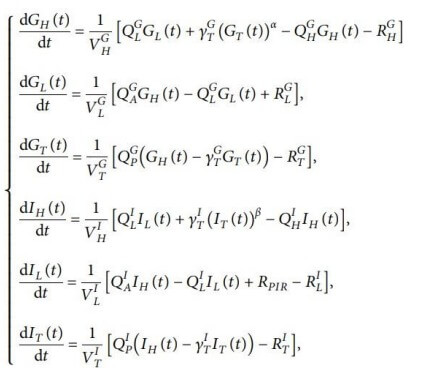 dG_H(t)/dt = 1/V_H^G [Q_L^G G_L(t) + γ_T^G (G_T(t))^α − Q_H^G G_H(t) − R_H^G]
dG_L(t)/dt = 1/V_L^G [Q_A^G G_H(t) − Q_L^G G_L(t) + R_L^G],
dG_T(t)/dt = 1/V_T^G [Q_P^G (G_H(t) − γ_T^G G_T(t)) − R_T^G],
dI_H(t)/dt = 1/V_H^I [Q_L^I I_L(t) + γ_T^I (I_T(t))^β − Q_H^I I_H(t)],
dI_L(t)/dt = 1/V_L^I [Q_A^I I_H(t) − Q_L^I I_L(t) + R_PIR − R_L^I],
dI_T(t)/dt = 1/V_T^I [Q_P^I (I_H(t) − γ_T^I I_T(t)) − R_T^I],